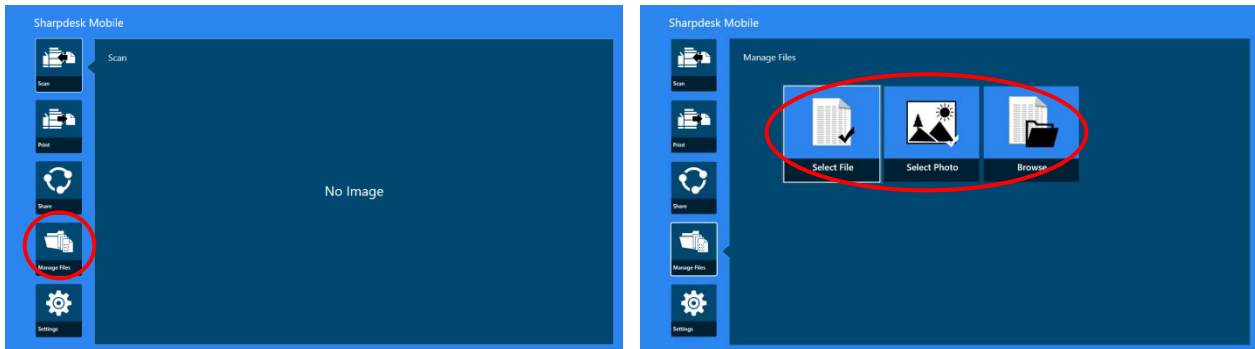 Sharpdesk Mobile
Scan
Scan
Print
Share
No Image
Manage Files
Settings
Sharpdesk Mobile
Scan
Manage Files
Print
Select File
Select Photo
Browse
Share
Manage Files
Settings